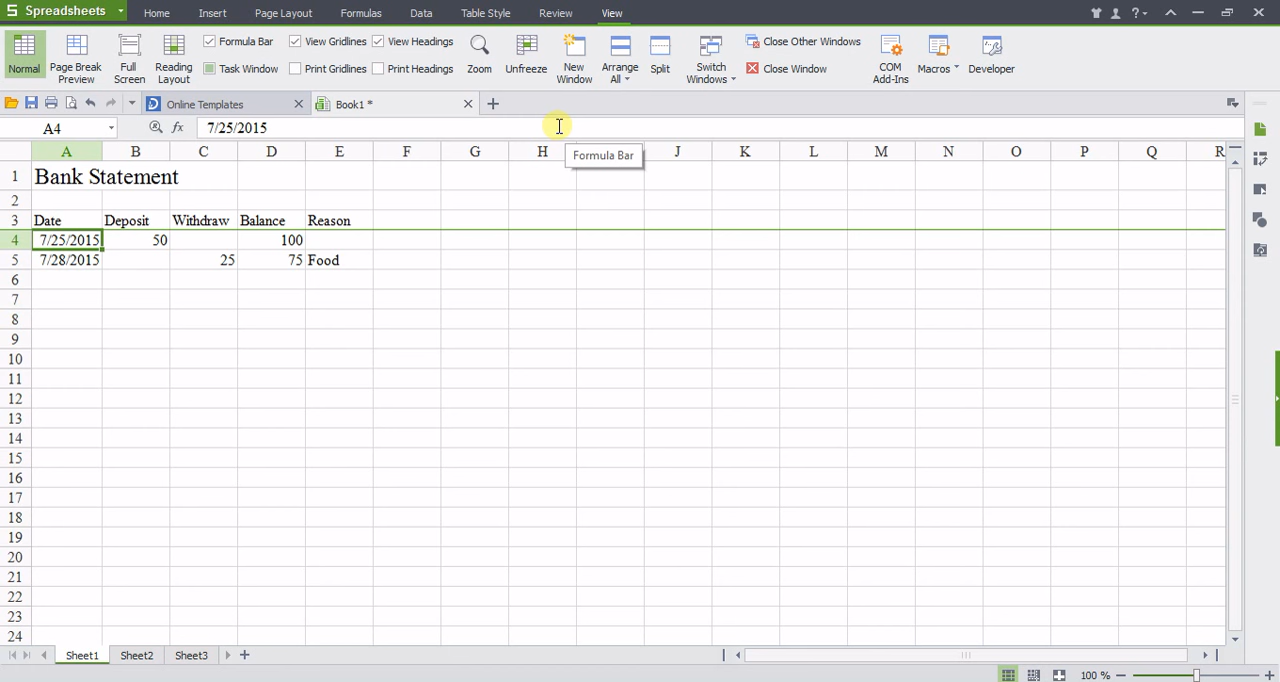 S Spreadsheets Home Insert Page Layout Formulas Data Table Style Review View ?
Normal Page Break Preview Full Screen Reading Layout Formula Bar View Gridlines View Headings Zoom Unfreeze New Window Arrange All Split Switch Windows Close Other Windows COM Add-Ins Macros Developer
Task Window Print Gridlines Print Headings Close Window
Online Templates Book1 *
A4 fx 7/25/2015
Formula Bar
A B C D E F G H J K L M N O P Q R
1 Bank Statement
2
3 Date Deposit Withdraw Balance Reason
4 7/25/2015 50 100
5 7/28/2015 25 75 Food
6
7
8
9
10
11
12
13
14
15
16
17
18
19
20
21
22
23
24
Sheet1 Sheet2 Sheet3
100 %